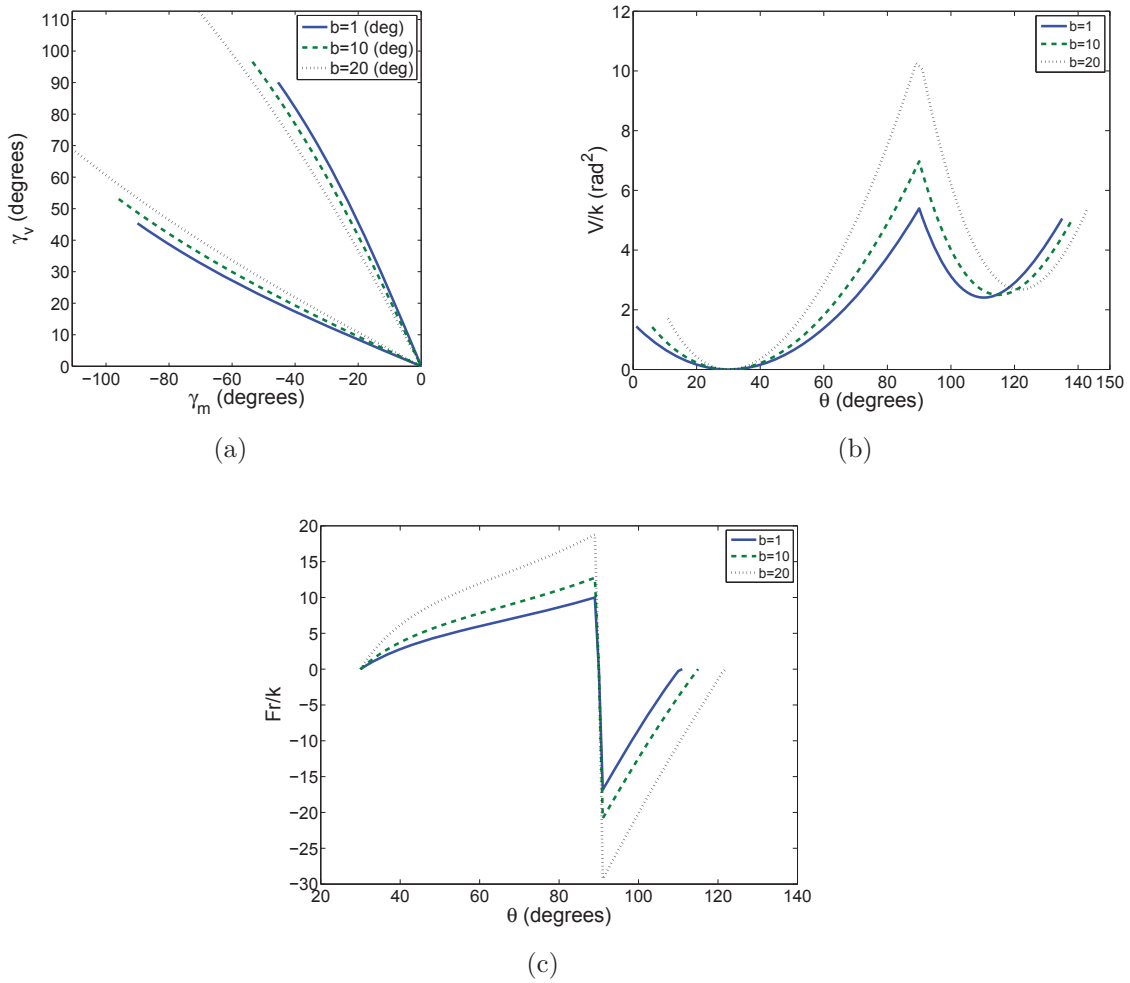 110
100
90
80
70
60
50
40
30
20
10
0
−100 −80 −60 −40 −20 0
γv (degrees)
γm (degrees)
b=1 (deg)
b=10 (deg)
b=20 (deg)
(a)
12
10
8
6
4
2
0
0 20 40 60 80 100 120 143 150
V/k (rad²)
θ (degrees)
b=1
b=10
b=20
(b)
20
15
10
5
0
−5
−10
−15
−20
−25
−30
20 40 60 80 100 120 140
Fr/k
θ (degrees)
b=1
b=10
b=20
(c)